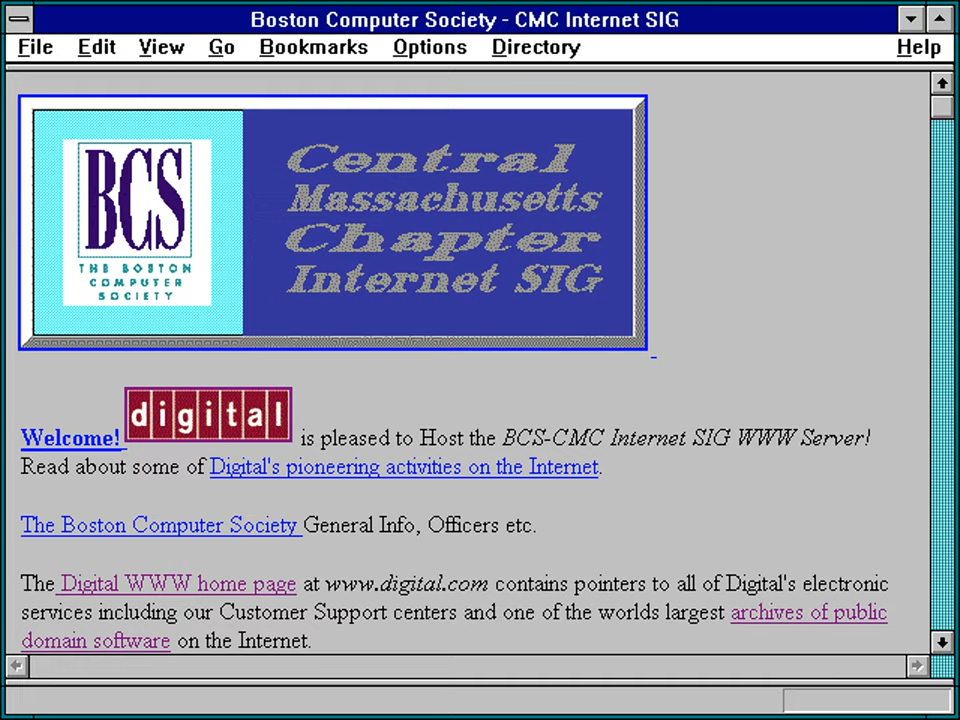 Boston Computer Society - CMC Internet SIG
File Edit View Go Bookmarks Options Directory Help
BCS
THE BOSTON
COMPUTER
SOCIETY
Central
Massachusetts
Chapter
Internet SIG
Welcome! digital is pleased to Host the BCS-CMC Internet SIG WWW Server!
Read about some of Digital's pioneering activities on the Internet.
The Boston Computer Society General Info, Officers etc.
The Digital WWW home page at www.digital.com contains pointers to all of Digital's electronic
services including our Customer Support centers and one of the worlds largest archives of public
domain software on the Internet.